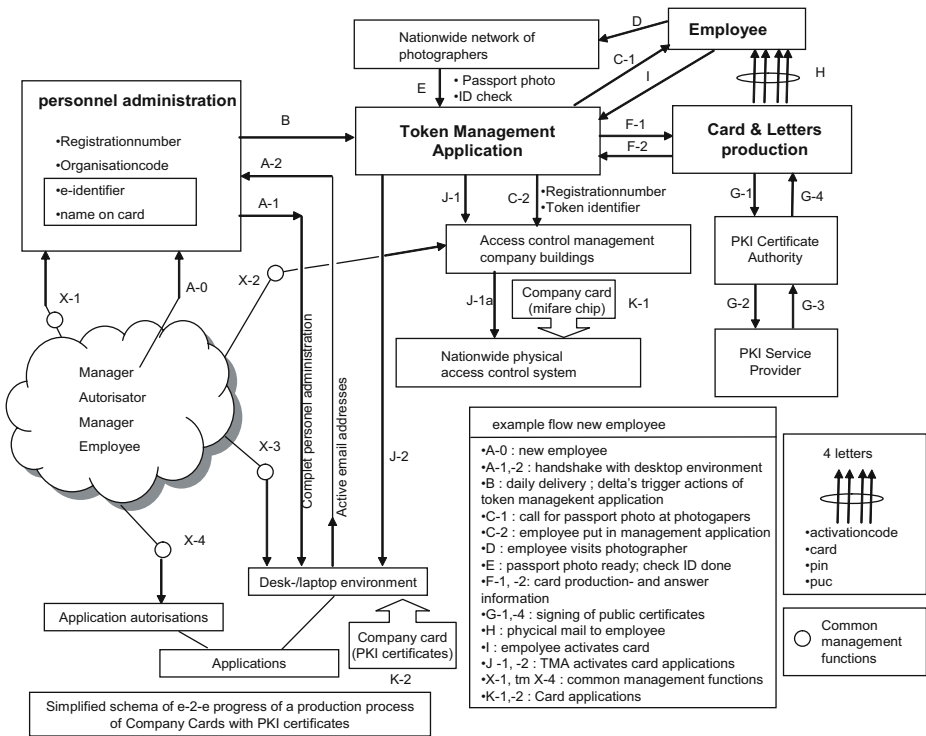 Nationwide network of
photographers
D
Employee
C-1
I
H
E
•Passport photo
•ID check
personnel administration
•Registrationnumber
•Organisationcode
•e-identifier
•name on card
B
A-2
A-1
Token Management
Application
F-1
F-2
Card & Letters
production
J-1
C-2
•Registrationnumber
•Token identifier
G-1
G-4
Access control management
company buildings
PKI Certificate
Authority
X-1
A-0
X-2
J-1a
Company card
(mifare chip)
K-1
G-2
G-3
Nationwide physical
access control system
PKI Service
Provider
Manager
Autorisator
Manager
Employee
X-3
X-4
Complet personel administration
Active email addresses
J-2
Desk-/laptop environment
Application autorisations
Applications
Company card
(PKI certificates)
K-2
Simplified schema of e-2-e progress of a production process
of Company Cards with PKI certificates
example flow new employee
•A-0 : new employee
•A-1,-2 : handshake with desktop environment
•B : daily delivery ; delta's trigger actions of
token managekent application
•C-1 : call for passport photo at photogapers
•C-2 : employee put in management application
•D : employee visits photographer
•E : passport photo ready; check ID done
•F-1, -2: card production- and answer
information
•G-1,-4 : signing of public certificates
•H : phycical mail to employee
•I : empolyee activates card
•J -1, -2 : TMA activates card applications
•X-1, tm X-4 : common management functions
•K-1,-2 : Card applications
4 letters
•activationcode
•card
•pin
•puc
Common
management
functions